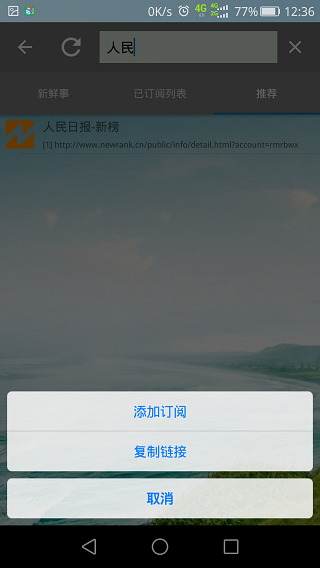 0K/s 4G 4G 2G 77% 12:36
人民
新鲜事 已订阅列表 推荐
人民日报-新榜
[1] http://www.newrank.cn/public/info/detail.html?account=rmrbwx
添加订阅
复制链接
取消